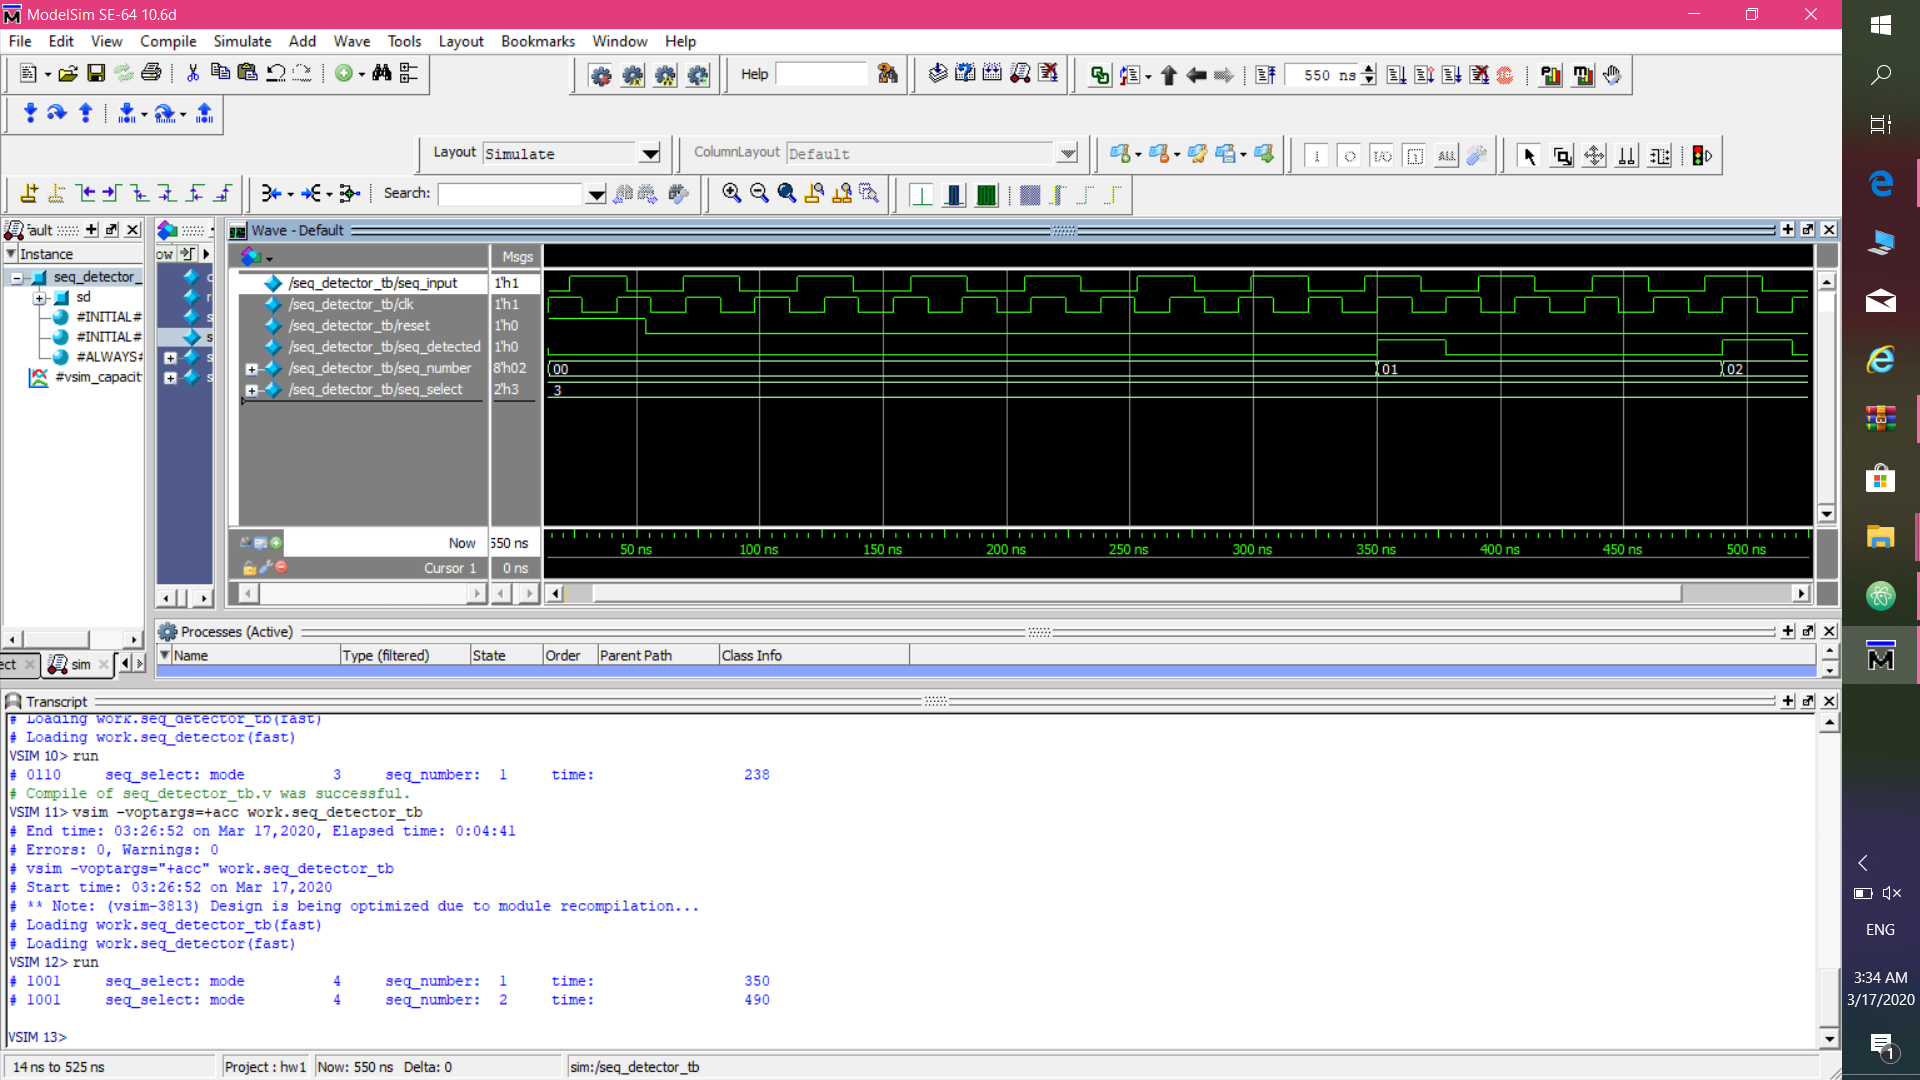 ModelSim SE-64 10.6d
File Edit View Compile Simulate Add Wave Tools Layout Bookmarks Window Help
Help 550 ns
Layout Simulate ColumnLayout Default ALL
Search:
ault Wave - Default
Instance ow Msgs
seq_detector_
sd
#INITIAL#
#INITIAL#
#ALWAYS#
#vsim_capacit
/seq_detector_tb/seq_input 1'h1
/seq_detector_tb/clk 1'h1
/seq_detector_tb/reset 1'h0
/seq_detector_tb/seq_detected 1'h0
/seq_detector_tb/seq_number 8'h02 00 01 02
/seq_detector_tb/seq_select 2'h3 3
Now 550 ns
50 ns 100 ns 150 ns 200 ns 250 ns 300 ns 350 ns 400 ns 450 ns 500 ns
Cursor 1 0 ns
Processes (Active)
Name Type (filtered) State Order Parent Path Class Info
ect sim
Transcript
# Loading work.seq_detector_tb(fast)
# Loading work.seq_detector(fast)
VSIM 10> run
# 0110 seq_select: mode 3 seq_number: 1 time: 238
# Compile of seq_detector_tb.v was successful.
VSIM 11> vsim -voptargs=+acc work.seq_detector_tb
# End time: 03:26:52 on Mar 17,2020, Elapsed time: 0:04:41
# Errors: 0, Warnings: 0
# vsim -voptargs="+acc" work.seq_detector_tb
# Start time: 03:26:52 on Mar 17,2020
# ** Note: (vsim-3813) Design is being optimized due to module recompilation...
# Loading work.seq_detector_tb(fast)
# Loading work.seq_detector(fast)
VSIM 12> run
# 1001 seq_select: mode 4 seq_number: 1 time: 350
# 1001 seq_select: mode 4 seq_number: 2 time: 490
VSIM 13>
14 ns to 525 ns Project : hw1 Now: 550 ns Delta: 0 sim:/seq_detector_tb
ENG
3:34 AM
3/17/2020
1